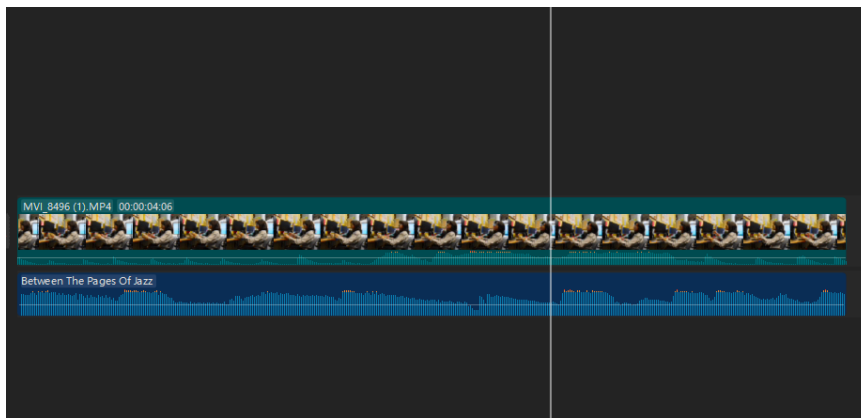 MVI_8496 (1).MP4 00:00:04:06
Between The Pages Of Jazz